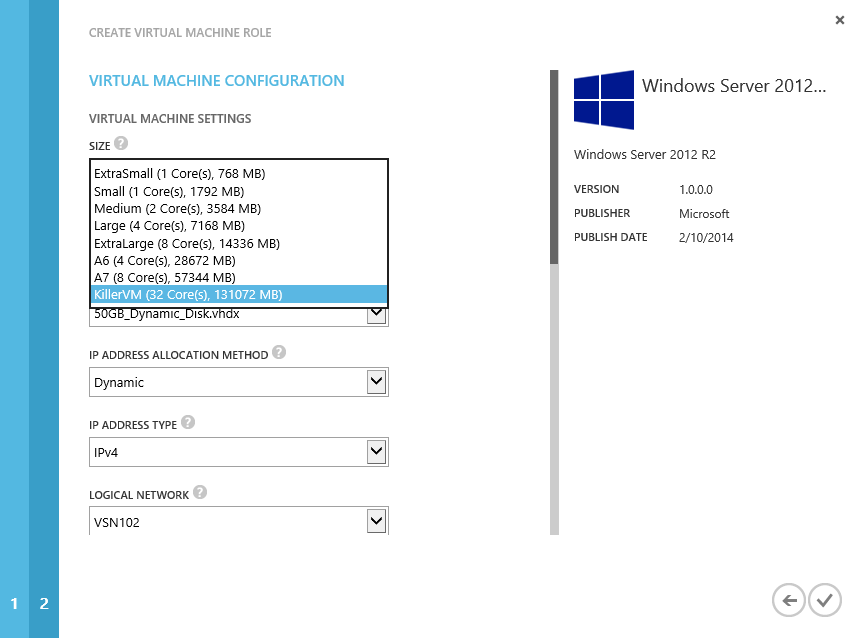 CREATE VIRTUAL MACHINE ROLE
VIRTUAL MACHINE CONFIGURATION
VIRTUAL MACHINE SETTINGS
SIZE ?
ExtraSmall (1 Core(s), 768 MB)
Small (1 Core(s), 1792 MB)
Medium (2 Core(s), 3584 MB)
Large (4 Core(s), 7168 MB)
ExtraLarge (8 Core(s), 14336 MB)
A6 (4 Core(s), 28672 MB)
A7 (8 Core(s), 57344 MB)
KillerVM (32 Core(s), 131072 MB)
50GB_Dynamic_Disk.vhdx
IP ADDRESS ALLOCATION METHOD ?
Dynamic
IP ADDRESS TYPE ?
IPv4
LOGICAL NETWORK ?
VSN102
Windows Server 2012...
Windows Server 2012 R2
VERSION 1.0.0.0
PUBLISHER Microsoft
PUBLISH DATE 2/10/2014
1 2